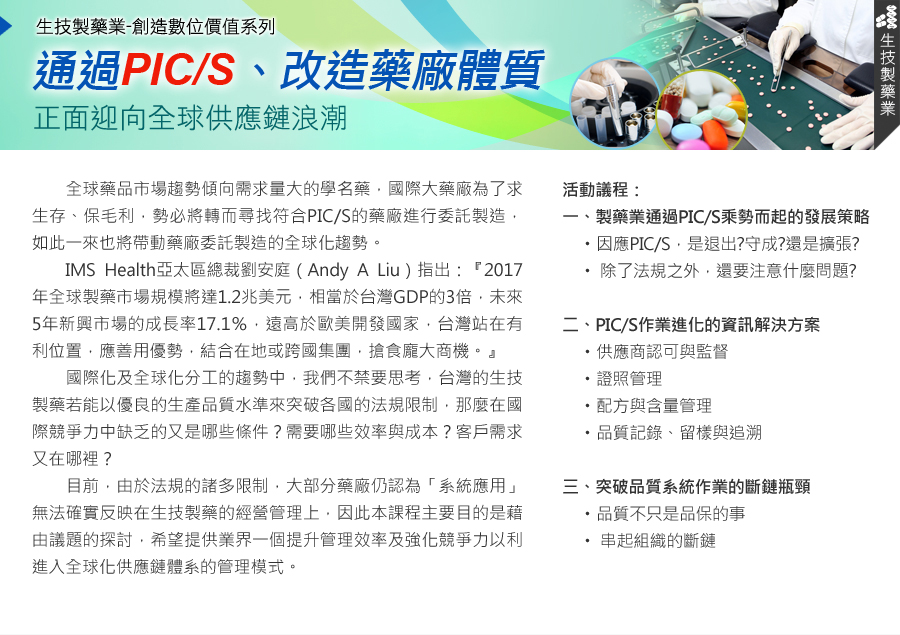 生技製藥業-創造數位價值系列
通過PIC/S、改造藥廠體質
正面迎向全球供應鏈浪潮
生技製藥業
全球藥品市場趨勢傾向需求量大的學名藥，國際大藥廠為了求
生存、保毛利，勢必將轉而尋找符合PIC/S的藥廠進行委託製造，
如此一來也將帶動藥廠委託製造的全球化趨勢。
IMS Health亞太區總裁劉安庭（Andy A Liu）指出：『2017
年全球製藥市場規模將達1.2兆美元，相當於台灣GDP的3倍，未來
5年新興市場的成長率17.1%，遠高於歐美開發國家，台灣站在有
利位置，應善用優勢，結合在地或跨國集團，搶食龐大商機。』
國際化及全球化分工的趨勢中，我們不禁要思考，台灣的生技
製藥若能以優良的生產品質水準來突破各國的法規限制，那麼在國
際競爭力中缺乏的又是哪些條件？需要哪些效率與成本？客戶需求
又在哪裡？
目前，由於法規的諸多限制，大部分藥廠仍認為「系統應用」
無法確實反映在生技製藥的經營管理上，因此本課程主要目的是藉
由議題的探討，希望提供業界一個提升管理效率及強化競爭力以利
進入全球化供應鏈體系的管理模式。
活動議程：
一、製藥業通過PIC/S乘勢而起的發展策略
・因應PIC/S，是退出?守成?還是擴張?
・ 除了法規之外，還要注意什麼問題?
二、PIC/S作業進化的資訊解決方案
・供應商認可與監督
・證照管理
・配方與含量管理
・品質記錄、留樣與追溯
三、突破品質系統作業的斷鏈瓶頸
・品質不只是品保的事
・ 串起組織的斷鏈